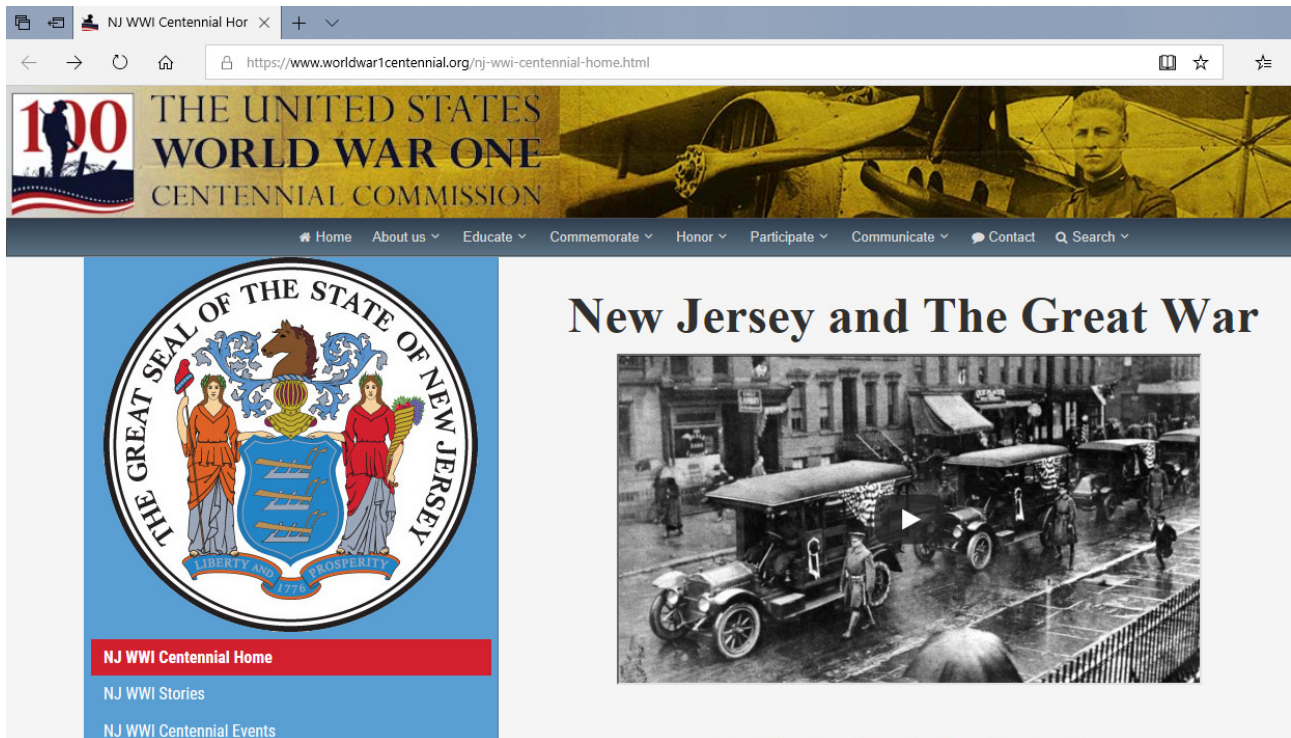 NJ WWI Centennial Hor
https://www.worldwar1centennial.org/nj-wwi-centennial-home.html
100
THE UNITED STATES
WORLD WAR ONE
CENTENNIAL COMMISSION
Home About us Educate Commemorate Honor Participate Communicate Contact Search
THE GREAT SEAL OF THE STATE OF NEW JERSEY
LIBERTY AND PROSPERITY
1776
New Jersey and The Great War
NJ WWI Centennial Home
NJ WWI Stories
NJ WWI Centennial Events